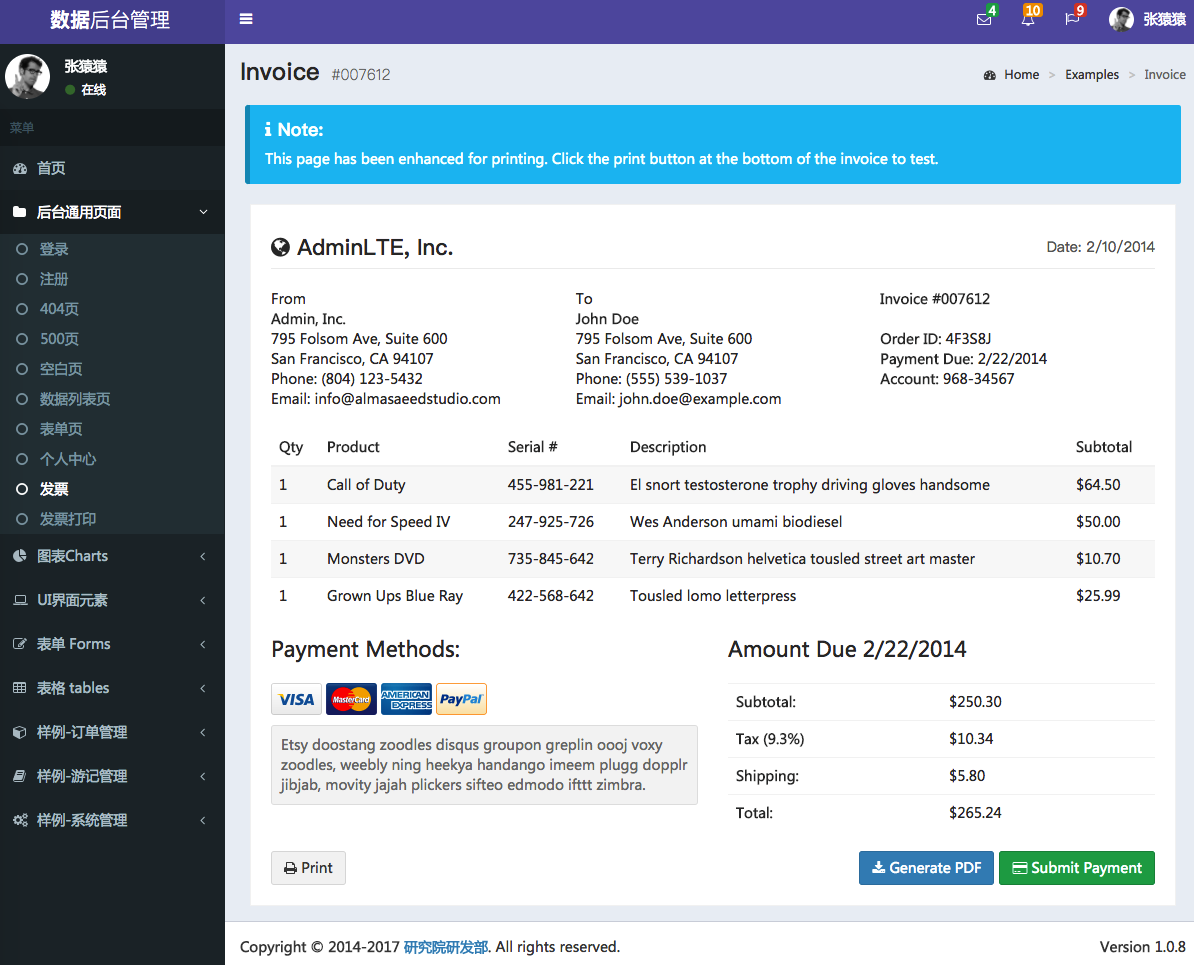 数据后台管理
4
10
9
张猿猿
张猿猿
在线
菜单
首页
后台通用页面
登录
注册
404页
500页
空白页
数据列表页
表单页
个人中心
发票
发票打印
图表Charts
UI界面元素
表单 Forms
表格 tables
样例-订单管理
样例-游记管理
样例-系统管理
Invoice #007612
Home > Examples > Invoice
Note:
This page has been enhanced for printing. Click the print button at the bottom of the invoice to test.
AdminLTE, Inc.
Date: 2/10/2014
From
Admin, Inc.
795 Folsom Ave, Suite 600
San Francisco, CA 94107
Phone: (804) 123-5432
Email: info@almasaeedstudio.com
To
John Doe
795 Folsom Ave, Suite 600
San Francisco, CA 94107
Phone: (555) 539-1037
Email: john.doe@example.com
Invoice #007612
Order ID: 4F3S8J
Payment Due: 2/22/2014
Account: 968-34567
Qty Product Serial # Description Subtotal
1 Call of Duty 455-981-221 El snort testosterone trophy driving gloves handsome $64.50
1 Need for Speed IV 247-925-726 Wes Anderson umami biodiesel $50.00
1 Monsters DVD 735-845-642 Terry Richardson helvetica tousled street art master $10.70
1 Grown Ups Blue Ray 422-568-642 Tousled lomo letterpress $25.99
Payment Methods:
VISA MasterCard AMERICAN EXPRESS PayPal
Etsy doostang zoodles disqus groupon greplin oooj voxy
zoodles, weebly ning heekya handango imeem plugg dopplr
jibjab, movity jajah plickers sifteo edmodo ifttt zimbra.
Amount Due 2/22/2014
Subtotal: $250.30
Tax (9.3%) $10.34
Shipping: $5.80
Total: $265.24
Print
Generate PDF
Submit Payment
Copyright © 2014-2017 研究院研发部. All rights reserved.
Version 1.0.8